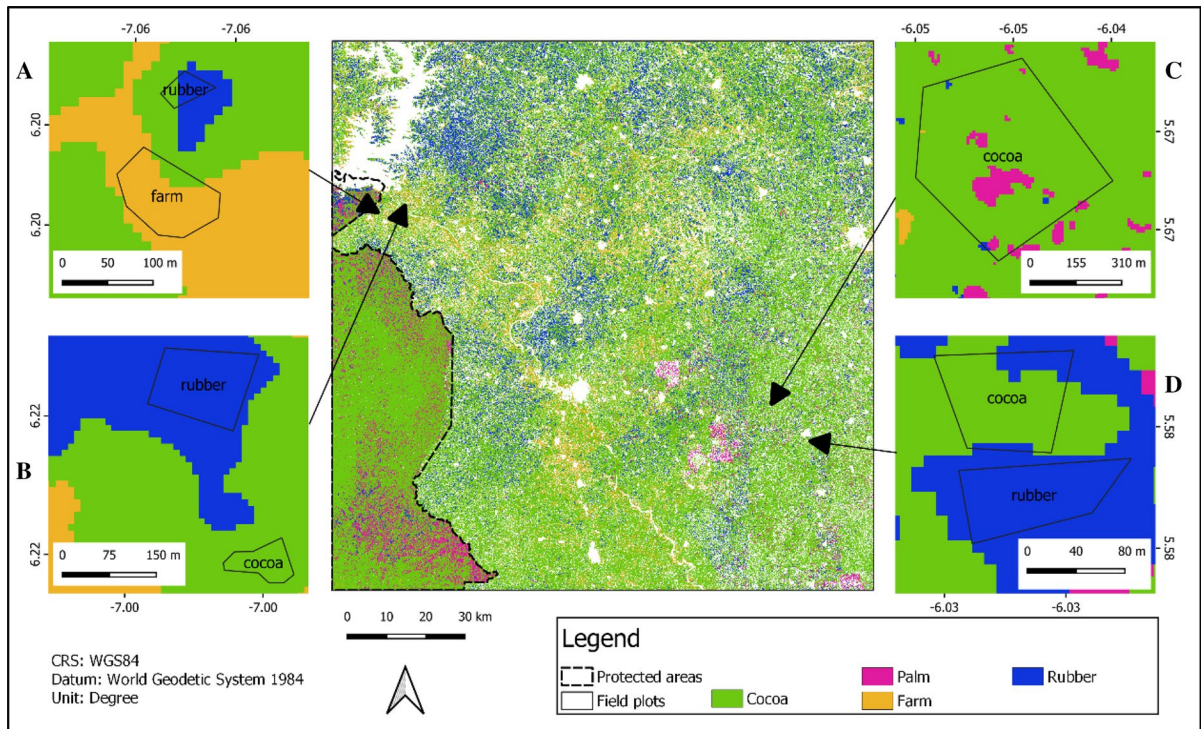 A
-7.06 -7.06
6.20
6.20
rubber
farm
0 50 100 m
B
6.22
6.22
rubber
cocoa
0 75 150 m
-7.00 -7.00
C
-6.05 -6.05 -6.04
5.67
5.67
cocoa
0 155 310 m
D
cocoa
rubber
5.58
5.58
0 40 80 m
-6.03 -6.03
0 10 20 30 km
CRS: WGS84
Datum: World Geodetic System 1984
Unit: Degree
Legend
Protected areas
Field plots
Cocoa
Palm
Farm
Rubber